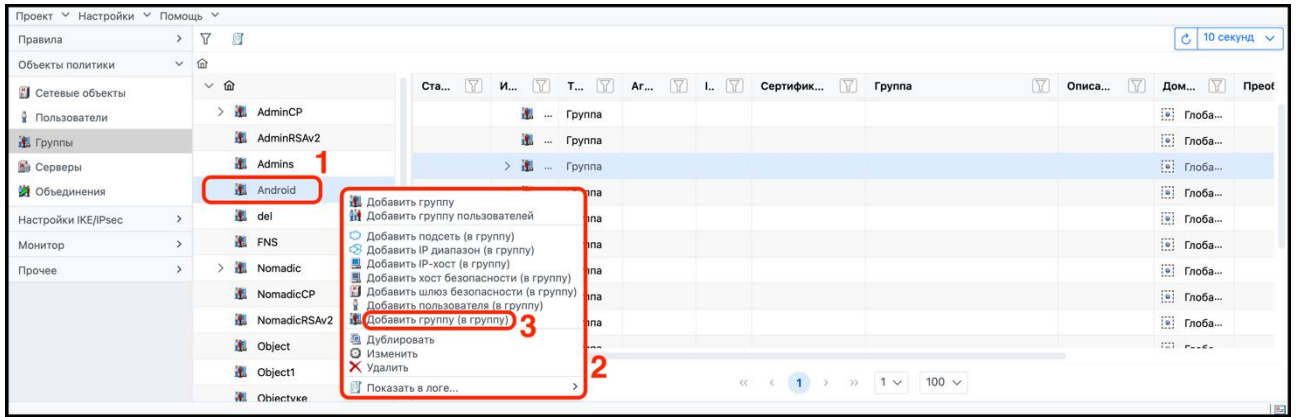 Проект Настройки Помощь
Правила
10 секунд
Объекты политики
Сетевые объекты
Пользователи
Группы
Серверы
Объединения
Настройки IKE/IPsec
Монитор
Прочее
AdminCP
AdminRSAv2
Admins
Android
del
FNS
Nomadic
NomadicCP
NomadicRSAv2
Object
Object1
1
Ста... И... Т... Аг... I.. Сертифик... Группа Описа... Дом... Преоб
... Группа Глоба...
... Группа Глоба...
... Группа Глоба...
Глоба...
Глоба...
Глоба...
Глоба...
Глоба...
Глоба...
Добавить группу
Добавить группу пользователей
Добавить подсеть (в группу)
Добавить IP диапазон (в группу)
Добавить IP-хост (в группу)
Добавить хост безопасности (в группу)
Добавить шлюз безопасности (в группу)
Добавить пользователя (в группу)
Добавить группу (в группу) 3
Дублировать
Изменить
Удалить
Показать в логе...
2
<< < 1 > >> 1 100